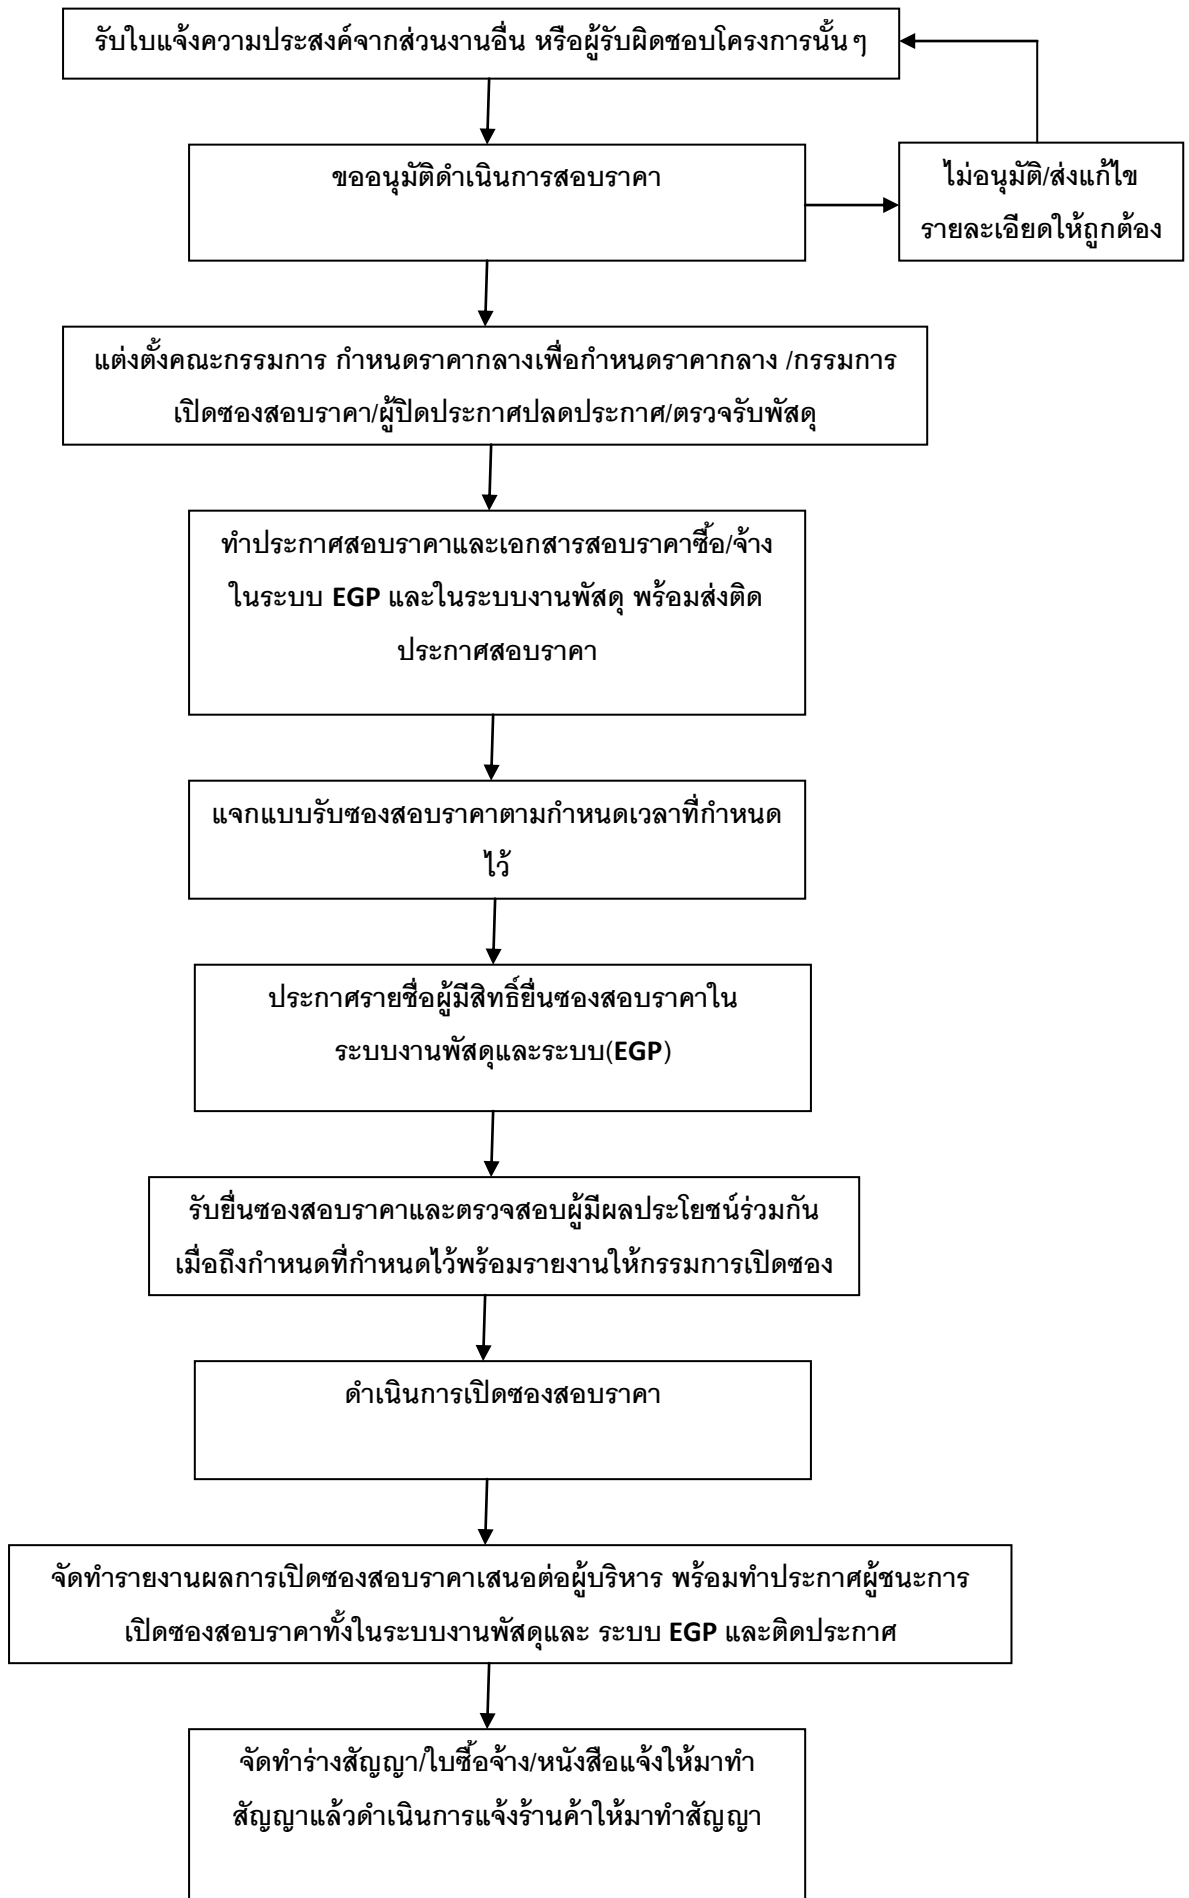 รับใบแจ้งความประสงค์จากส่วนงานอื่น หรือผู้รับผิดชอบโครงการนั้น ๆ
ขออนุมัติดำเนินการสอบราคา
ไม่อนุมัติ/ส่งแก้ไข
รายละเอียดให้ถูกต้อง
แต่งตั้งคณะกรรมการ กำหนดราคากลางเพื่อกำหนดราคากลาง /กรรมการ
เปิดซองสอบราคา/ผู้ปิดประกาศปลดประกาศ/ตรวจรับพัสดุ
ทำประกาศสอบราคาและเอกสารสอบราคาซื้อ/จ้าง
ในระบบ EGP และในระบบงานพัสดุ พร้อมส่งติด
ประกาศสอบราคา
แจกแบบรับซองสอบราคาตามกำหนดเวลาที่กำหนด
ไว้
ประกาศรายชื่อผู้มีสิทธิ์ยื่นซองสอบราคาใน
ระบบงานพัสดุและระบบ(EGP)
รับยื่นซองสอบราคาและตรวจสอบผู้มีผลประโยชน์ร่วมกัน
เมื่อถึงกำหนดที่กำหนดไว้พร้อมรายงานให้กรรมการเปิดซอง
ดำเนินการเปิดซองสอบราคา
จัดทำรายงานผลการเปิดซองสอบราคาเสนอต่อผู้บริหาร พร้อมทำประกาศผู้ชนะการ
เปิดซองสอบราคาทั้งในระบบงานพัสดุและ ระบบ EGP และติดประกาศ
จัดทำร่างสัญญา/ใบซื้อจ้าง/หนังสือแจ้งให้มาทำ
สัญญาแล้วดำเนินการแจ้งร้านค้าให้มาทำสัญญา